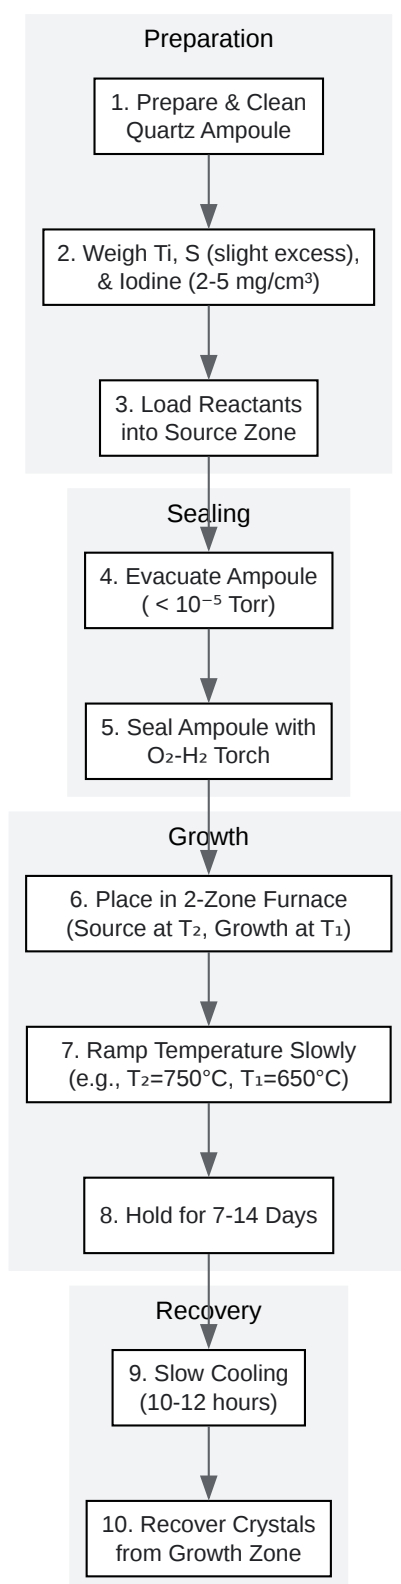 Preparation
1. Prepare & Clean
Quartz Ampoule
2. Weigh Ti, S (slight excess),
& Iodine (2-5 mg/cm³)
3. Load Reactants
into Source Zone
Sealing
4. Evacuate Ampoule
( < 10⁻⁵ Torr)
5. Seal Ampoule with
O₂-H₂ Torch
Growth
6. Place in 2-Zone Furnace
(Source at T₂, Growth at T₁)
7. Ramp Temperature Slowly
(e.g., T₂=750°C, T₁=650°C)
8. Hold for 7-14 Days
Recovery
9. Slow Cooling
(10-12 hours)
10. Recover Crystals
from Growth Zone